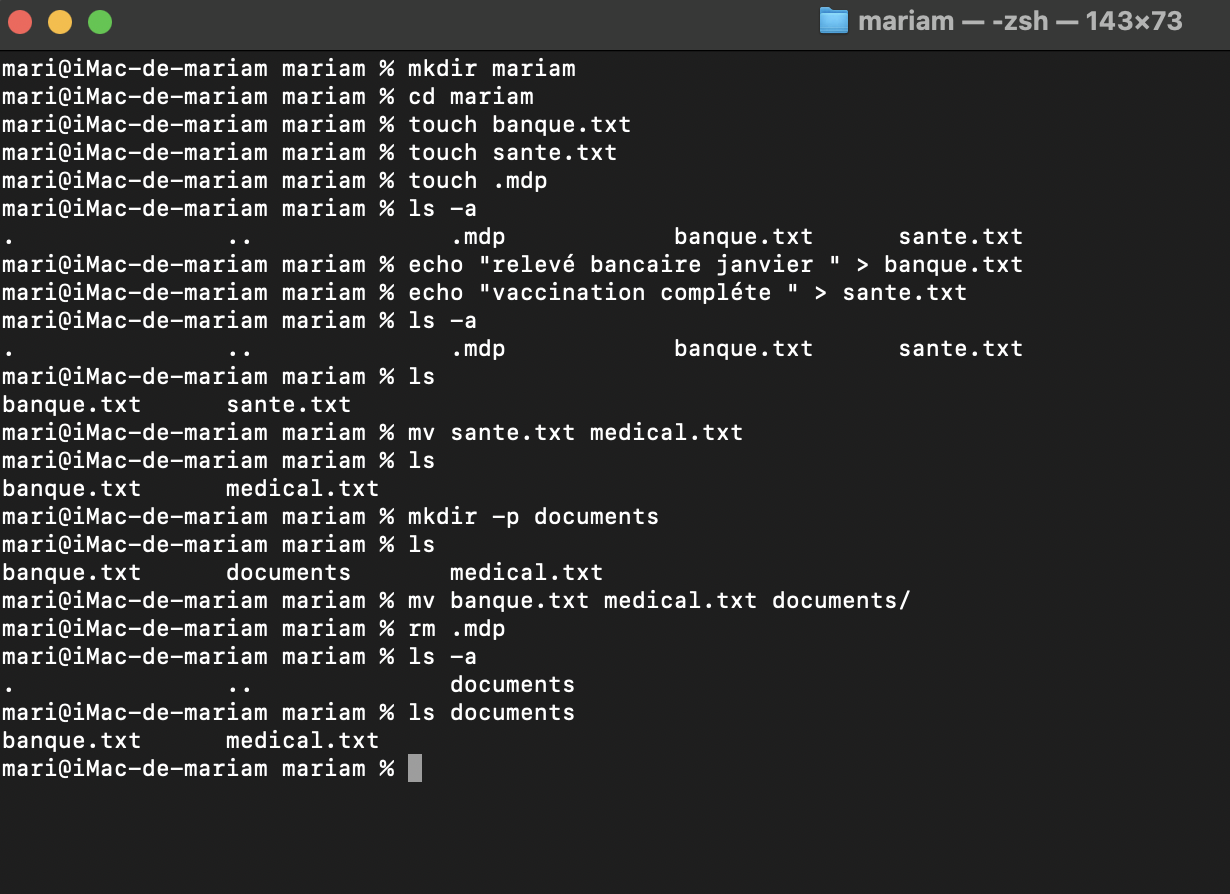 mariam — -zsh — 143×73
mari@iMac-de-mariam mariam % mkdir mariam
mari@iMac-de-mariam mariam % cd mariam
mari@iMac-de-mariam mariam % touch banque.txt
mari@iMac-de-mariam mariam % touch sante.txt
mari@iMac-de-mariam mariam % touch .mdp
mari@iMac-de-mariam mariam % ls -a
. .. .mdp banque.txt sante.txt
mari@iMac-de-mariam mariam % echo "relevé bancaire janvier " > banque.txt
mari@iMac-de-mariam mariam % echo "vaccination compléte " > sante.txt
mari@iMac-de-mariam mariam % ls -a
. .. .mdp banque.txt sante.txt
mari@iMac-de-mariam mariam % ls
banque.txt sante.txt
mari@iMac-de-mariam mariam % mv sante.txt medical.txt
mari@iMac-de-mariam mariam % ls
banque.txt medical.txt
mari@iMac-de-mariam mariam % mkdir -p documents
mari@iMac-de-mariam mariam % ls
banque.txt documents medical.txt
mari@iMac-de-mariam mariam % mv banque.txt medical.txt documents/
mari@iMac-de-mariam mariam % rm .mdp
mari@iMac-de-mariam mariam % ls -a
. .. documents
mari@iMac-de-mariam mariam % ls documents
banque.txt medical.txt
mari@iMac-de-mariam mariam %